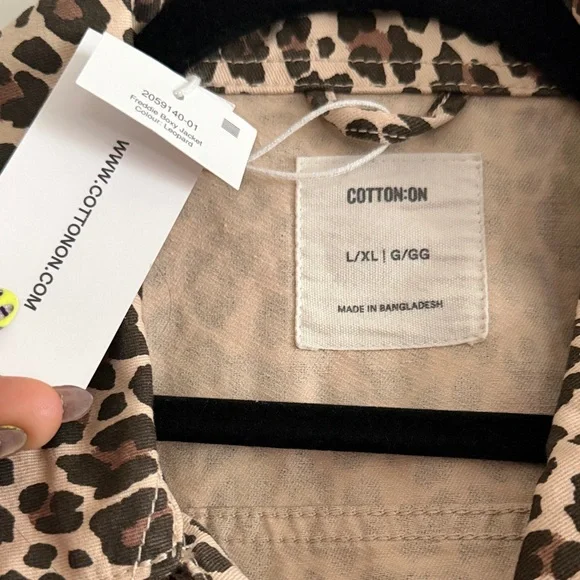 2059140-01
Freddie Boxy Jacket
Colour: Leopard
WWW.COTTONON.COM
COTTON:ON
L/XL | G/GG
MADE IN BANGLADESH